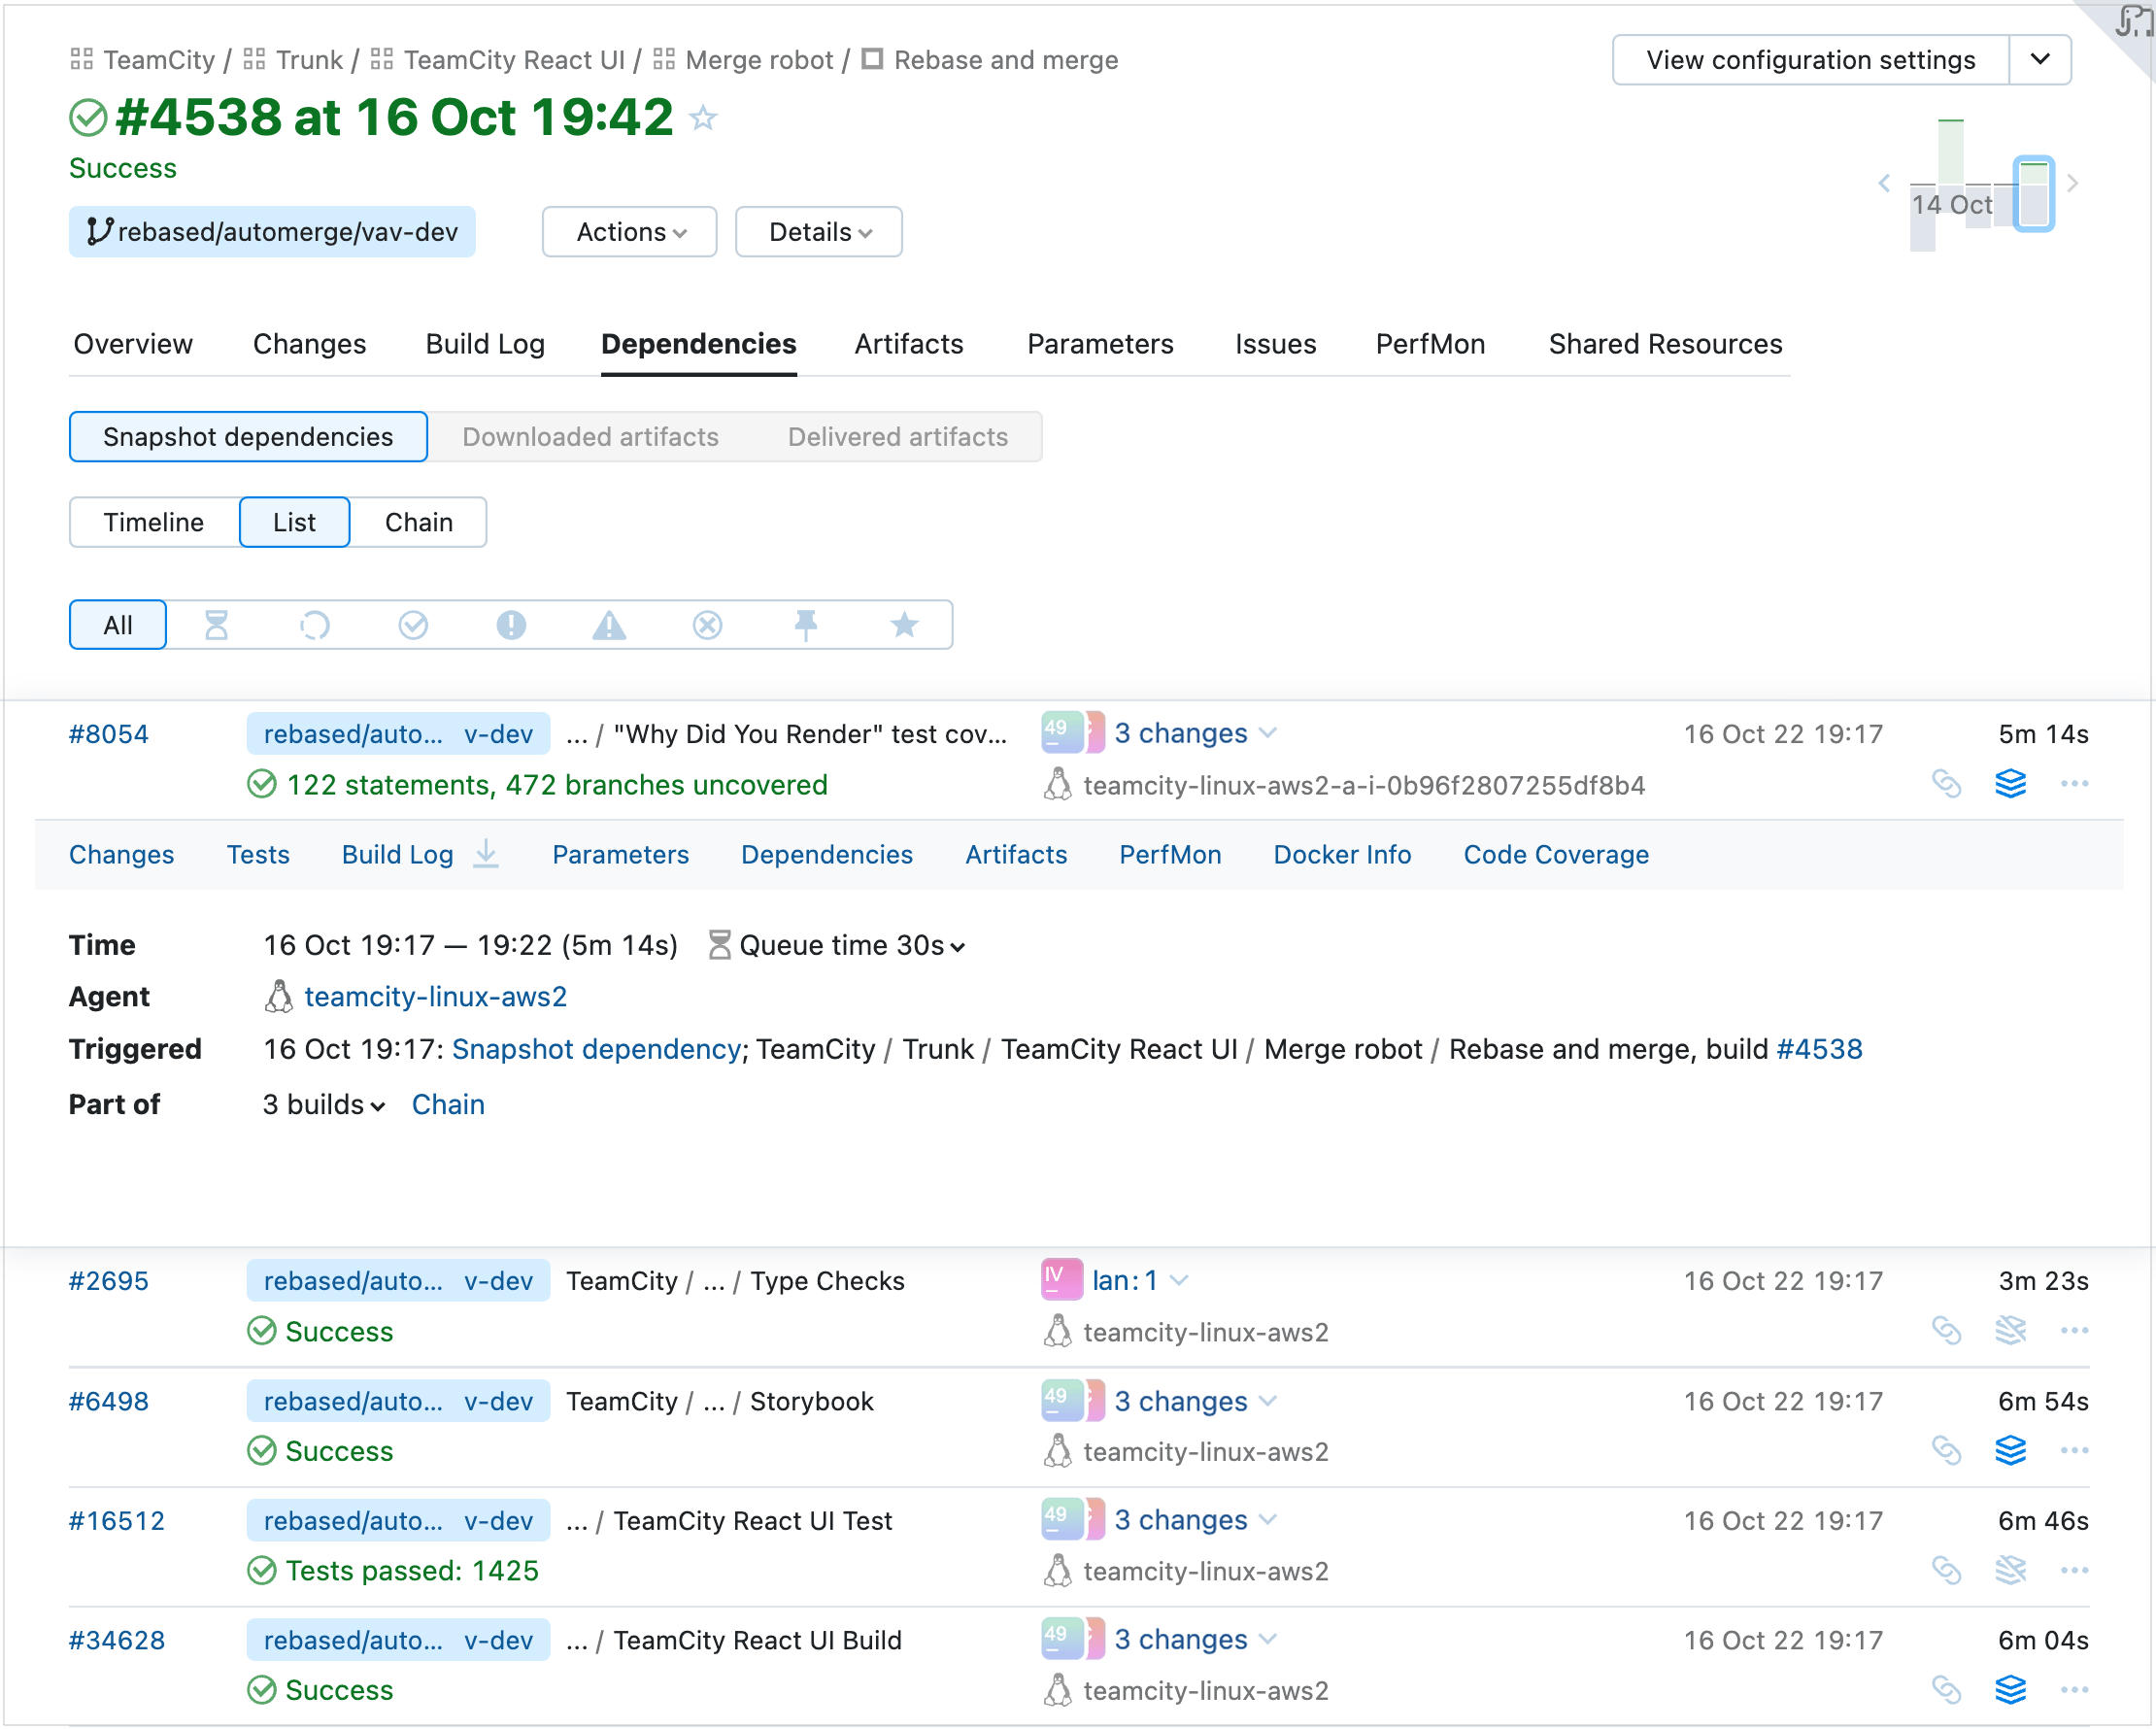 TeamCity / Trunk / TeamCity React UI / Merge robot / Rebase and merge
View configuration settings
#4538 at 16 Oct 19:42
Success
14 Oct
rebased/automerge/vav-dev Actions Details
Overview Changes Build Log Dependencies Artifacts Parameters Issues PerfMon Shared Resources
Snapshot dependencies Downloaded artifacts Delivered artifacts
Timeline List Chain
All
#8054 rebased/auto... v-dev ... / "Why Did You Render" test cov... 49 3 changes 16 Oct 22 19:17 5m 14s
122 statements, 472 branches uncovered teamcity-linux-aws2-a-i-0b96f2807255df8b4
Changes Tests Build Log Parameters Dependencies Artifacts PerfMon Docker Info Code Coverage
Time 16 Oct 19:17 — 19:22 (5m 14s) Queue time 30s
Agent teamcity-linux-aws2
Triggered 16 Oct 19:17: Snapshot dependency; TeamCity / Trunk / TeamCity React UI / Merge robot / Rebase and merge, build #4538
Part of 3 builds Chain
#2695 rebased/auto... v-dev TeamCity / ... / Type Checks IV Ian: 1 16 Oct 22 19:17 3m 23s
Success teamcity-linux-aws2
#6498 rebased/auto... v-dev TeamCity / ... / Storybook 49 3 changes 16 Oct 22 19:17 6m 54s
Success teamcity-linux-aws2
#16512 rebased/auto... v-dev ... / TeamCity React UI Test 49 3 changes 16 Oct 22 19:17 6m 46s
Tests passed: 1425 teamcity-linux-aws2
#34628 rebased/auto... v-dev ... / TeamCity React UI Build 49 3 changes 16 Oct 22 19:17 6m 04s
Success teamcity-linux-aws2